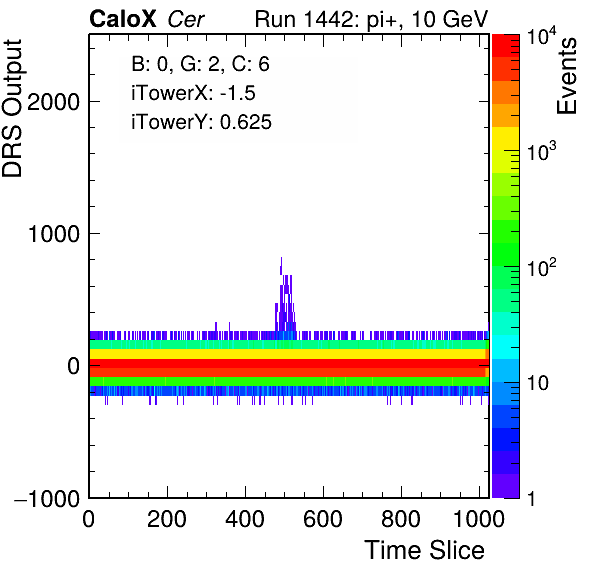 CaloX Cer Run 1442: pi+, 10 GeV
B: 0, G: 2, C: 6
iTowerX: -1.5
iTowerY: 0.625
DRS Output
2000
1000
0
−1000
0 200 400 600 800 1000
Time Slice
Events
10^4
10^3
10^2
10
1